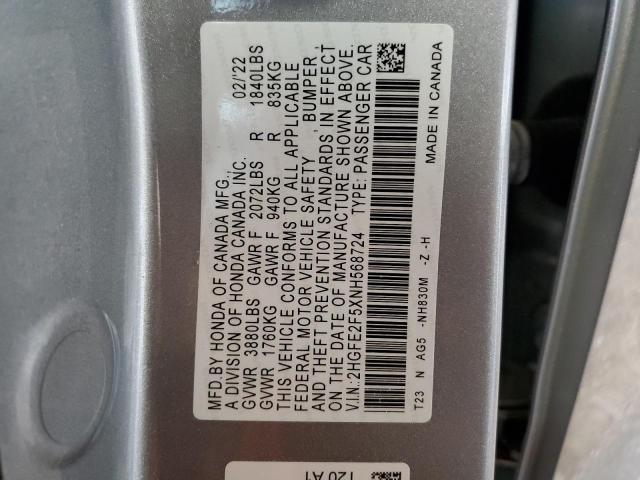 MFD.BY HONDA OF CANADA MFG. 02/'22
A DIVISION OF HONDA CANADA INC.
GVWR 3880LBS GAWR F 2072LBS R 1840LBS
GVWR 1760KG GAWR F 940KG R 835KG
THIS VEHICLE CONFORMS TO ALL APPLICABLE
FEDERAL MOTOR VEHICLE SAFETY , BUMPER ,
AND THEFT PREVENTION STANDARDS IN EFFECT
ON THE DATE OF MANUFACTURE SHOWN ABOVE.
V.I.N.:2HGFE2F5XNH568724 TYPE: PASSENGER CAR
T23 N AG5 -NH830M -Z -H
MADE IN CANADA
T20 A1